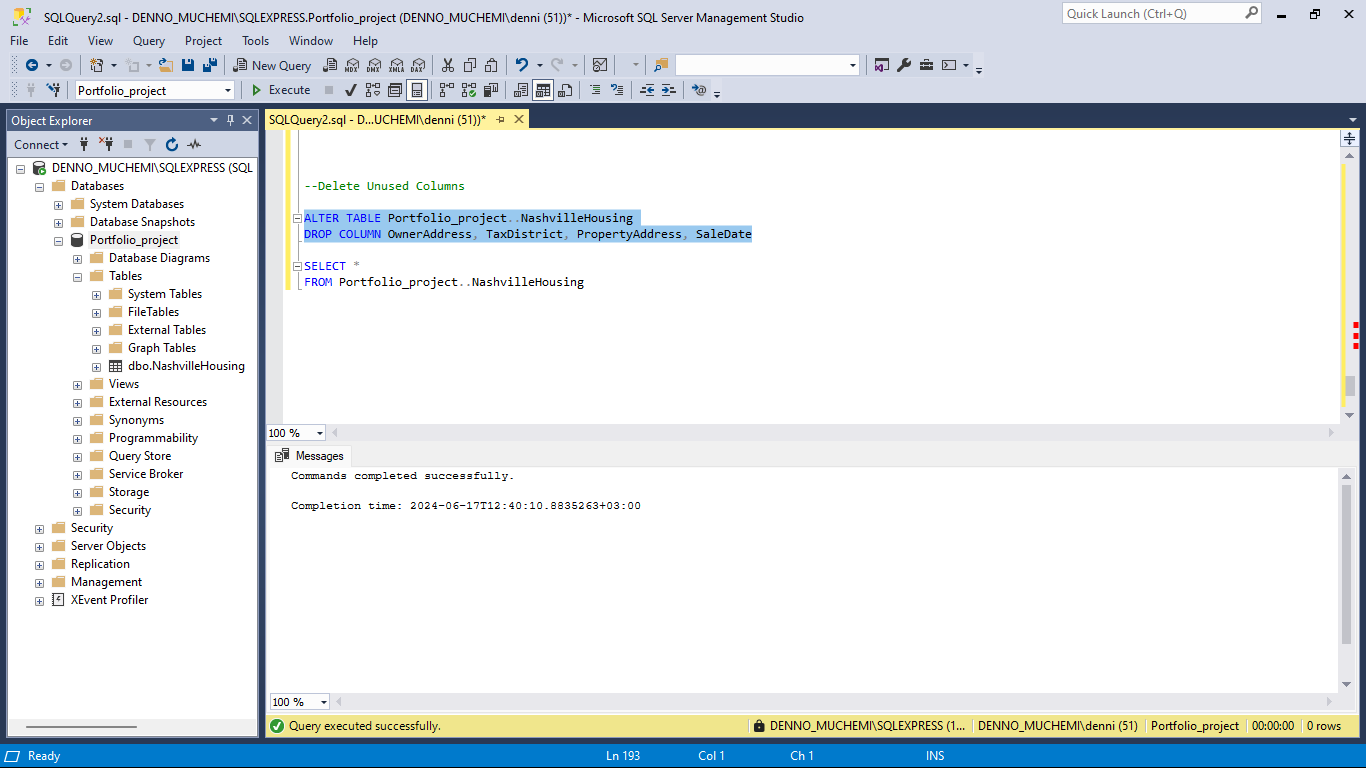 SQLQuery2.sql - DENNO_MUCHEMI\SQLEXPRESS.Portfolio_project (DENNO_MUCHEMI\denni (51))* - Microsoft SQL Server Management Studio
Quick Launch (Ctrl+Q)
File Edit View Query Project Tools Window Help
New Query MDX DMX XMLA DAX
Portfolio_project Execute
Object Explorer
SQLQuery2.sql - D...UCHEMI\denni (51))*
Connect
DENNO_MUCHEMI\SQLEXPRESS (SQL
Databases
System Databases
Database Snapshots
Portfolio_project
Database Diagrams
Tables
System Tables
FileTables
External Tables
Graph Tables
dbo.NashvilleHousing
Views
External Resources
Synonyms
Programmability
Query Store
Service Broker
Storage
Security
Security
Server Objects
Replication
Management
XEvent Profiler
--Delete Unused Columns
ALTER TABLE Portfolio_project..NashvilleHousing
DROP COLUMN OwnerAddress, TaxDistrict, PropertyAddress, SaleDate
SELECT *
FROM Portfolio_project..NashvilleHousing
100 %
Messages
Commands completed successfully.
Completion time: 2024-06-17T12:40:10.8835263+03:00
100 %
Query executed successfully. DENNO_MUCHEMI\SQLEXPRESS (1... DENNO_MUCHEMI\denni (51) Portfolio_project 00:00:00 0 rows
Ready Ln 193 Col 1 Ch 1 INS